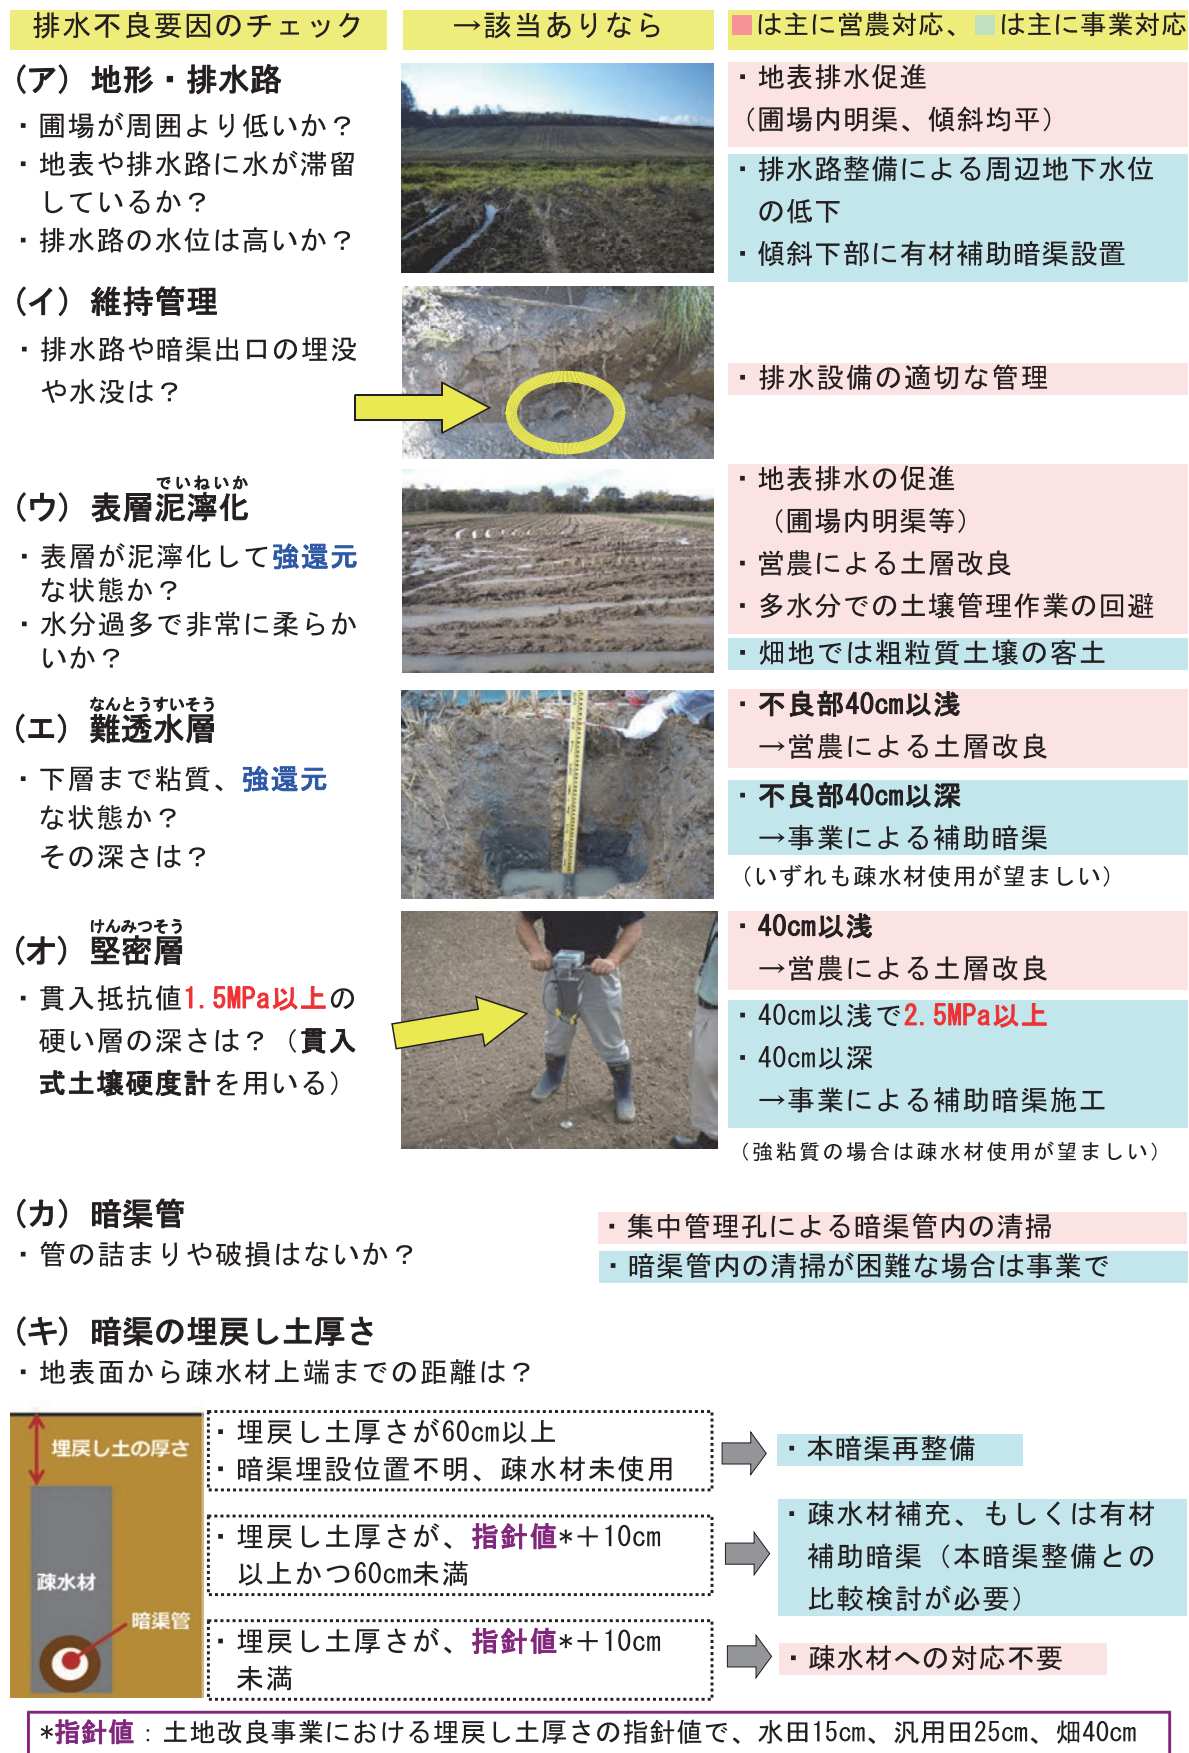 排水不良要因のチェック
→該当ありなら
は主に営農対応、は主に事業対応
（ア）地形・排水路
・圃場が周囲より低いか？
・地表や排水路に水が滞留
しているか？
・排水路の水位は高いか？
・地表排水促進
（圃場内明渠、傾斜均平）
・排水路整備による周辺地下水位
の低下
・傾斜下部に有材補助暗渠設置
（イ）維持管理
・排水路や暗渠出口の埋没
や水没は？
・排水設備の適切な管理
でいねいか
（ウ）表層泥濘化
・表層が泥濘化して強還元
な状態か？
・水分過多で非常に柔らか
いか？
・地表排水の促進
（圃場内明渠等）
・営農による土層改良
・多水分での土壌管理作業の回避
・畑地では粗粒質土壌の客土
なんとうすいそう
（エ）難透水層
・下層まで粘質、強還元
な状態か？
その深さは？
・不良部40cm以浅
→営農による土層改良
・不良部40cm以深
→事業による補助暗渠
（いずれも疎水材使用が望ましい）
けんみつそう
（オ）堅密層
・貫入抵抗値1.5MPa以上の
硬い層の深さは？（貫入
式土壌硬度計を用いる）
・40cm以浅
→営農による土層改良
・40cm以浅で2.5MPa以上
・40cm以深
→事業による補助暗渠施工
（強粘質の場合は疎水材使用が望ましい）
（カ）暗渠管
・管の詰まりや破損はないか？
・集中管理孔による暗渠管内の清掃
・暗渠管内の清掃が困難な場合は事業で
（キ）暗渠の埋戻し土厚さ
・地表面から疎水材上端までの距離は？
埋戻し土の厚さ
疎水材
暗渠管
・埋戻し土厚さが60cm以上
・暗渠埋設位置不明、疎水材未使用
・本暗渠再整備
・埋戻し土厚さが、指針値*＋10cm
以上かつ60cm未満
・疎水材補充、もしくは有材
補助暗渠（本暗渠整備との
比較検討が必要）
・埋戻し土厚さが、指針値*＋10cm
未満
・疎水材への対応不要
*指針値：土地改良事業における埋戻し土厚さの指針値で、水田15cm、汎用田25cm、畑40cm